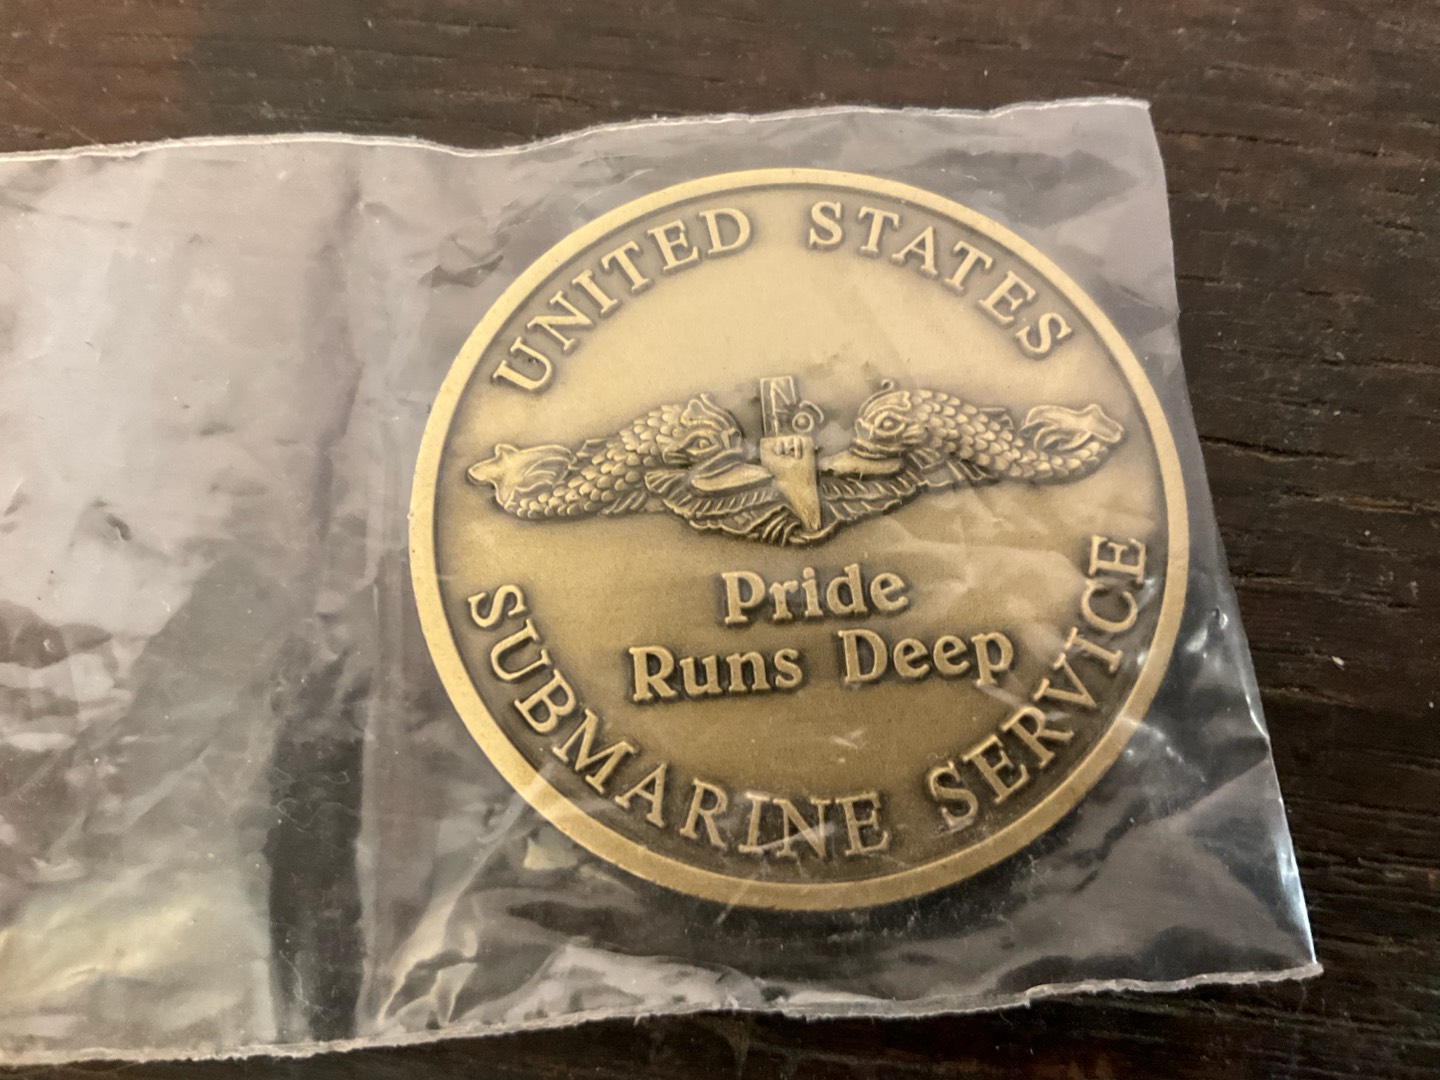 UNITED STATES
Pride
Runs Deep
SUBMARINE SERVICE